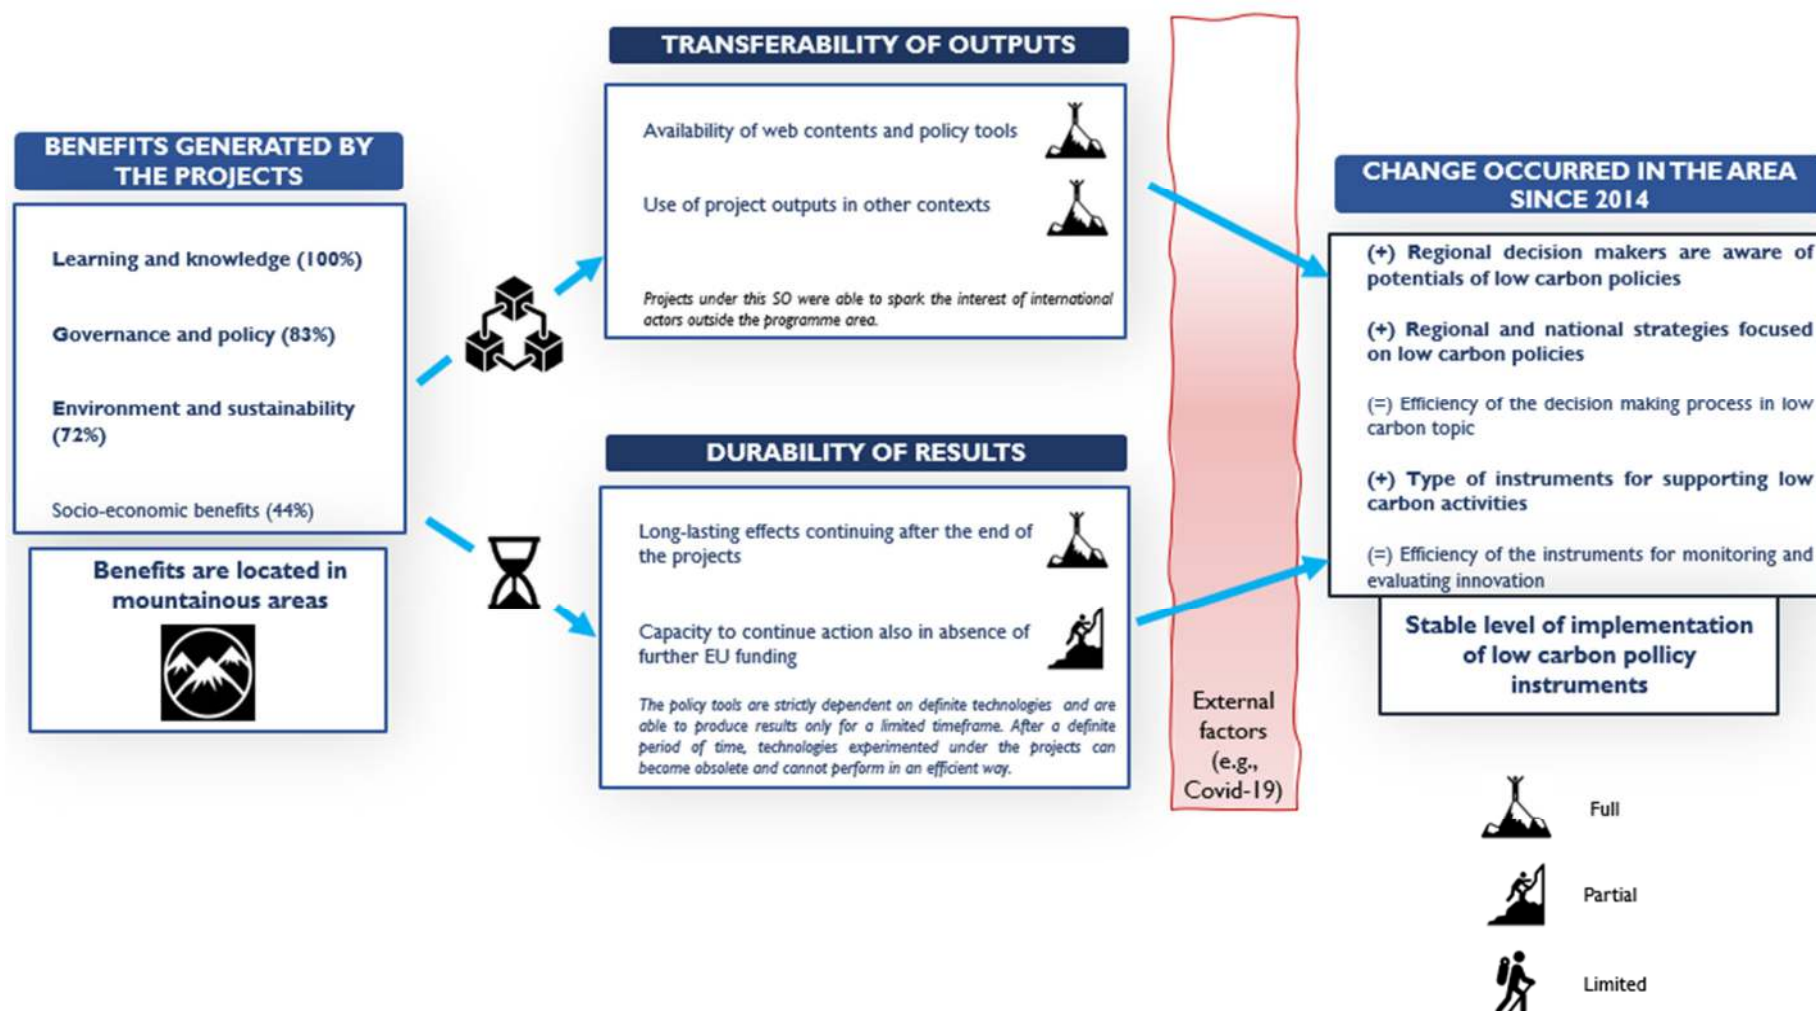 BENEFITS GENERATED BY
THE PROJECTS
Learning and knowledge (100%)
Governance and policy (83%)
Environment and sustainability
(72%)
Socio-economic benefits (44%)
Benefits are located in
mountainous areas
TRANSFERABILITY OF OUTPUTS
Availability of web contents and policy tools
Use of project outputs in other contexts
Projects under this SO were able to spark the interest of international
actors outside the programme area.
DURABILITY OF RESULTS
Long-lasting effects continuing after the end of
the projects
Capacity to continue action also in absence of
further EU funding
The policy tools are strictly dependent on definite technologies and are
able to produce results only for a limited timeframe. After a definite
period of time, technologies experimented under the projects can
become obsolete and cannot perform in an efficient way.
External
factors
(e.g.,
Covid-19)
CHANGE OCCURRED IN THE AREA
SINCE 2014
(+) Regional decision makers are aware of
potentials of low carbon policies
(+) Regional and national strategies focused
on low carbon policies
(=) Efficiency of the decision making process in low
carbon topic
(+) Type of instruments for supporting low
carbon activities
(=) Efficiency of the instruments for monitoring and
evaluating innovation
Stable level of implementation
of low carbon pollicy
instruments
Full
Partial
Limited